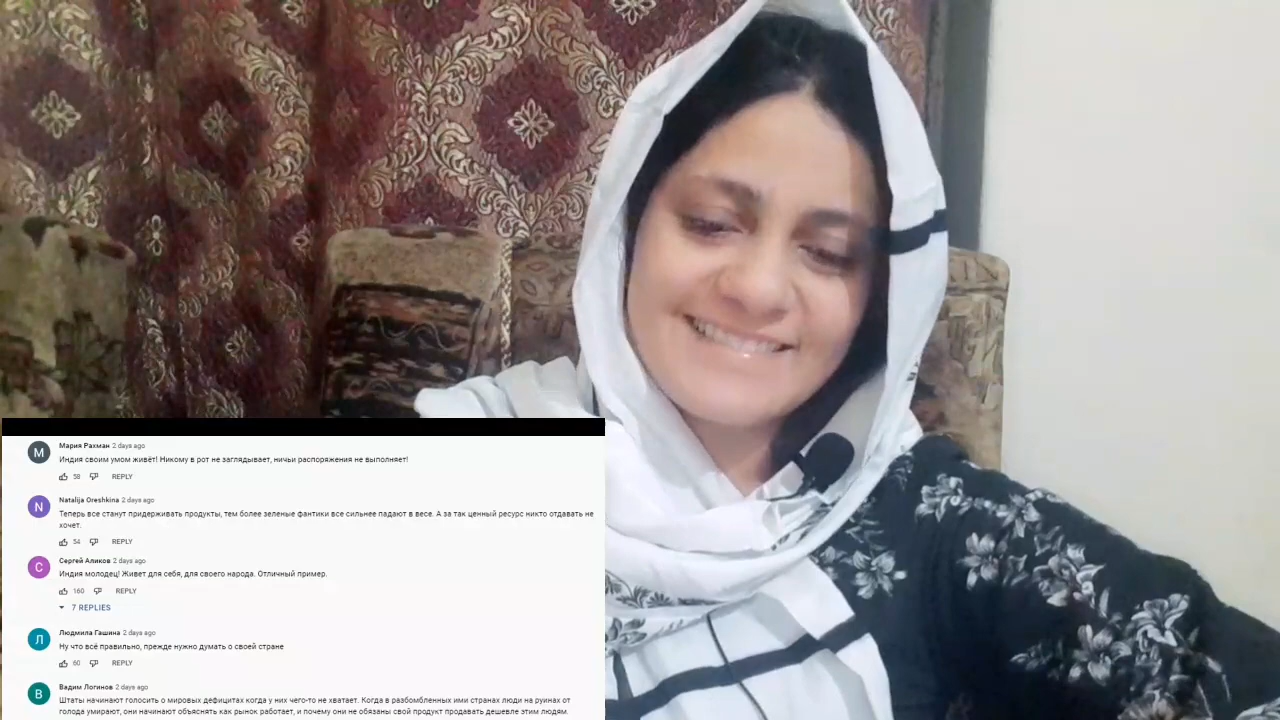 М
Мария Рахман 2 days ago
Индия своим умом живёт! Никому в рот не заглядывает, ничьи распоряжения не выполняет!
58 REPLY
N
Natalija Oreshkina 2 days ago
Теперь все станут придерживать продукты, тем более зеленые фантики все сильнее падают в весе. А за так ценный ресурс никто отдавать не
хочет.
54 REPLY
С
Сергей Аликов 2 days ago
Индия молодец! Живет для себя, для своего народа. Отличный пример.
160 REPLY
7 REPLIES
Л
Людмила Гашина 2 days ago
Ну что всё правильно, прежде нужно думать о своей стране
60 REPLY
В
Вадим Логинов 2 days ago
Штаты начинают голосить о мировых дефицитах когда у них чего-то не хватает. Когда в разбомбленных ими странах люди на руинах от
голода умирают, они начинают объяснять как рынок работает, и почему они не обязаны свой продукт продавать дешевле этим людям.